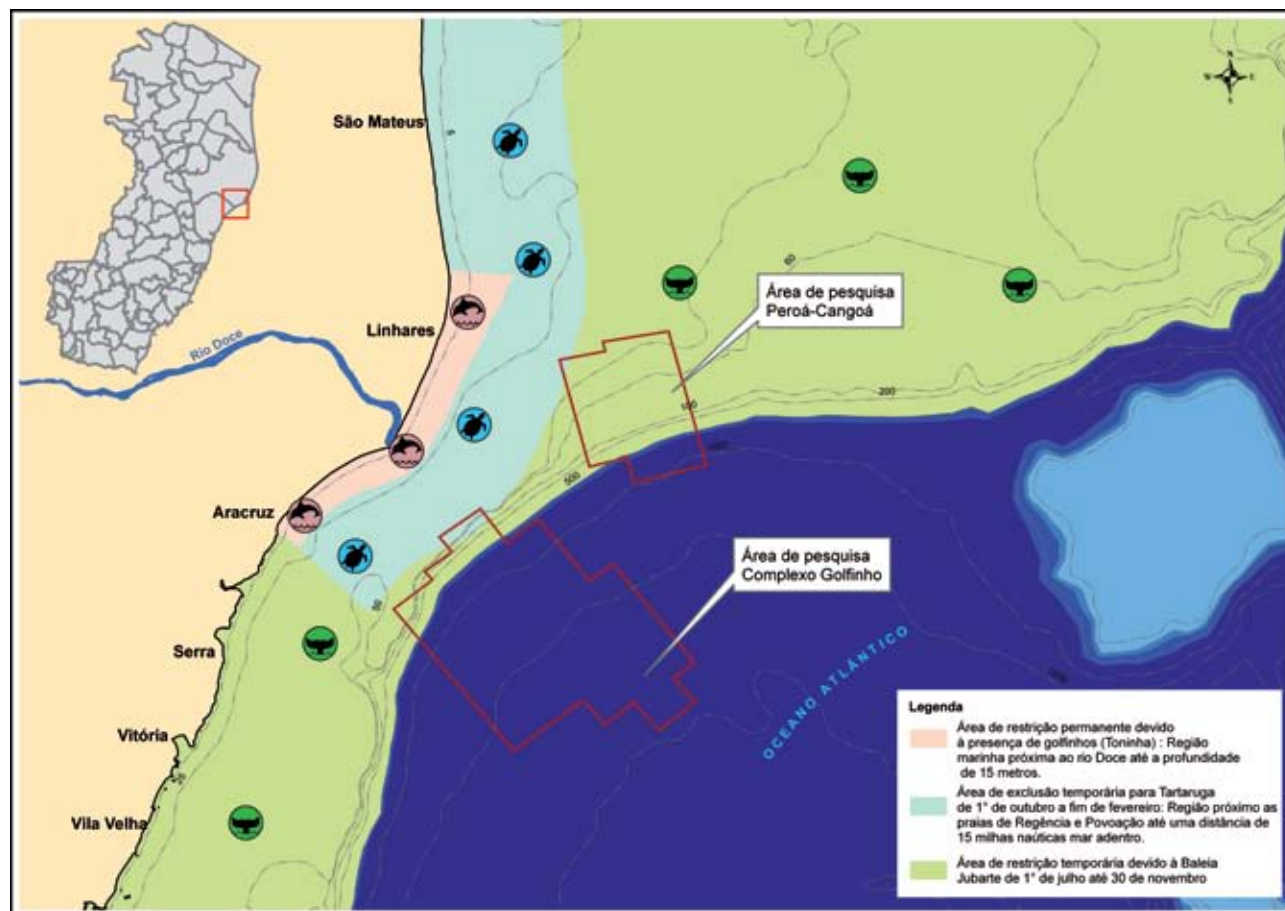 São Mateus
Linhares
Rio Doce
Aracruz
Serra
Vitória
Vila Velha
N
W
E
S
Área de pesquisa
Peroá-Cangoá
Área de pesquisa
Complexo Golfinho
OCEANO ATLÂNTICO
60
200
100
500
50
Legenda
Área de restrição permanente devido
à presença de golfinhos (Toninha) : Região
marinha próxima ao rio Doce até a profundidade
de 15 metros.
Área de exclusão temporária para Tartaruga
de 1° de outubro a fim de fevereiro: Região próximo as
praias de Regência e Povoação até uma distância de
15 milhas naúticas mar adentro.
Área de restrição temporária devido à Baleia
Jubarte de 1° de julho até 30 de novembro